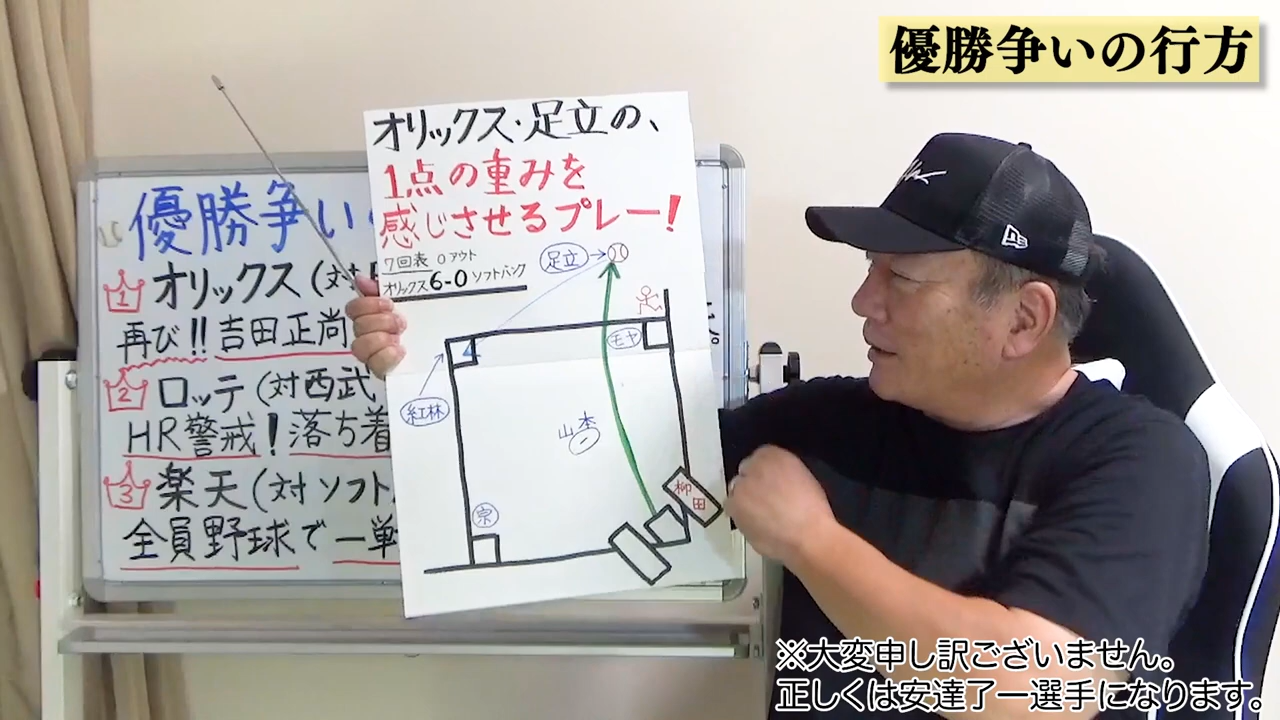 優勝争いの行方
オリックス・足立の、
1点の重みを
感じさせるプレー!
7回表 0アウト
オリックス 6-0 ソフトバンク
足立
モヤ
紅林
山本
宗
柳田
優勝争い
1 オリックス (対
再び!! 吉田正尚
2 ロッテ (対西武
HR警戒! 落ち着
3 楽天 (対ソフト
全員野球で一戦
※大変申し訳ございません。
正しくは安達了一選手になります。